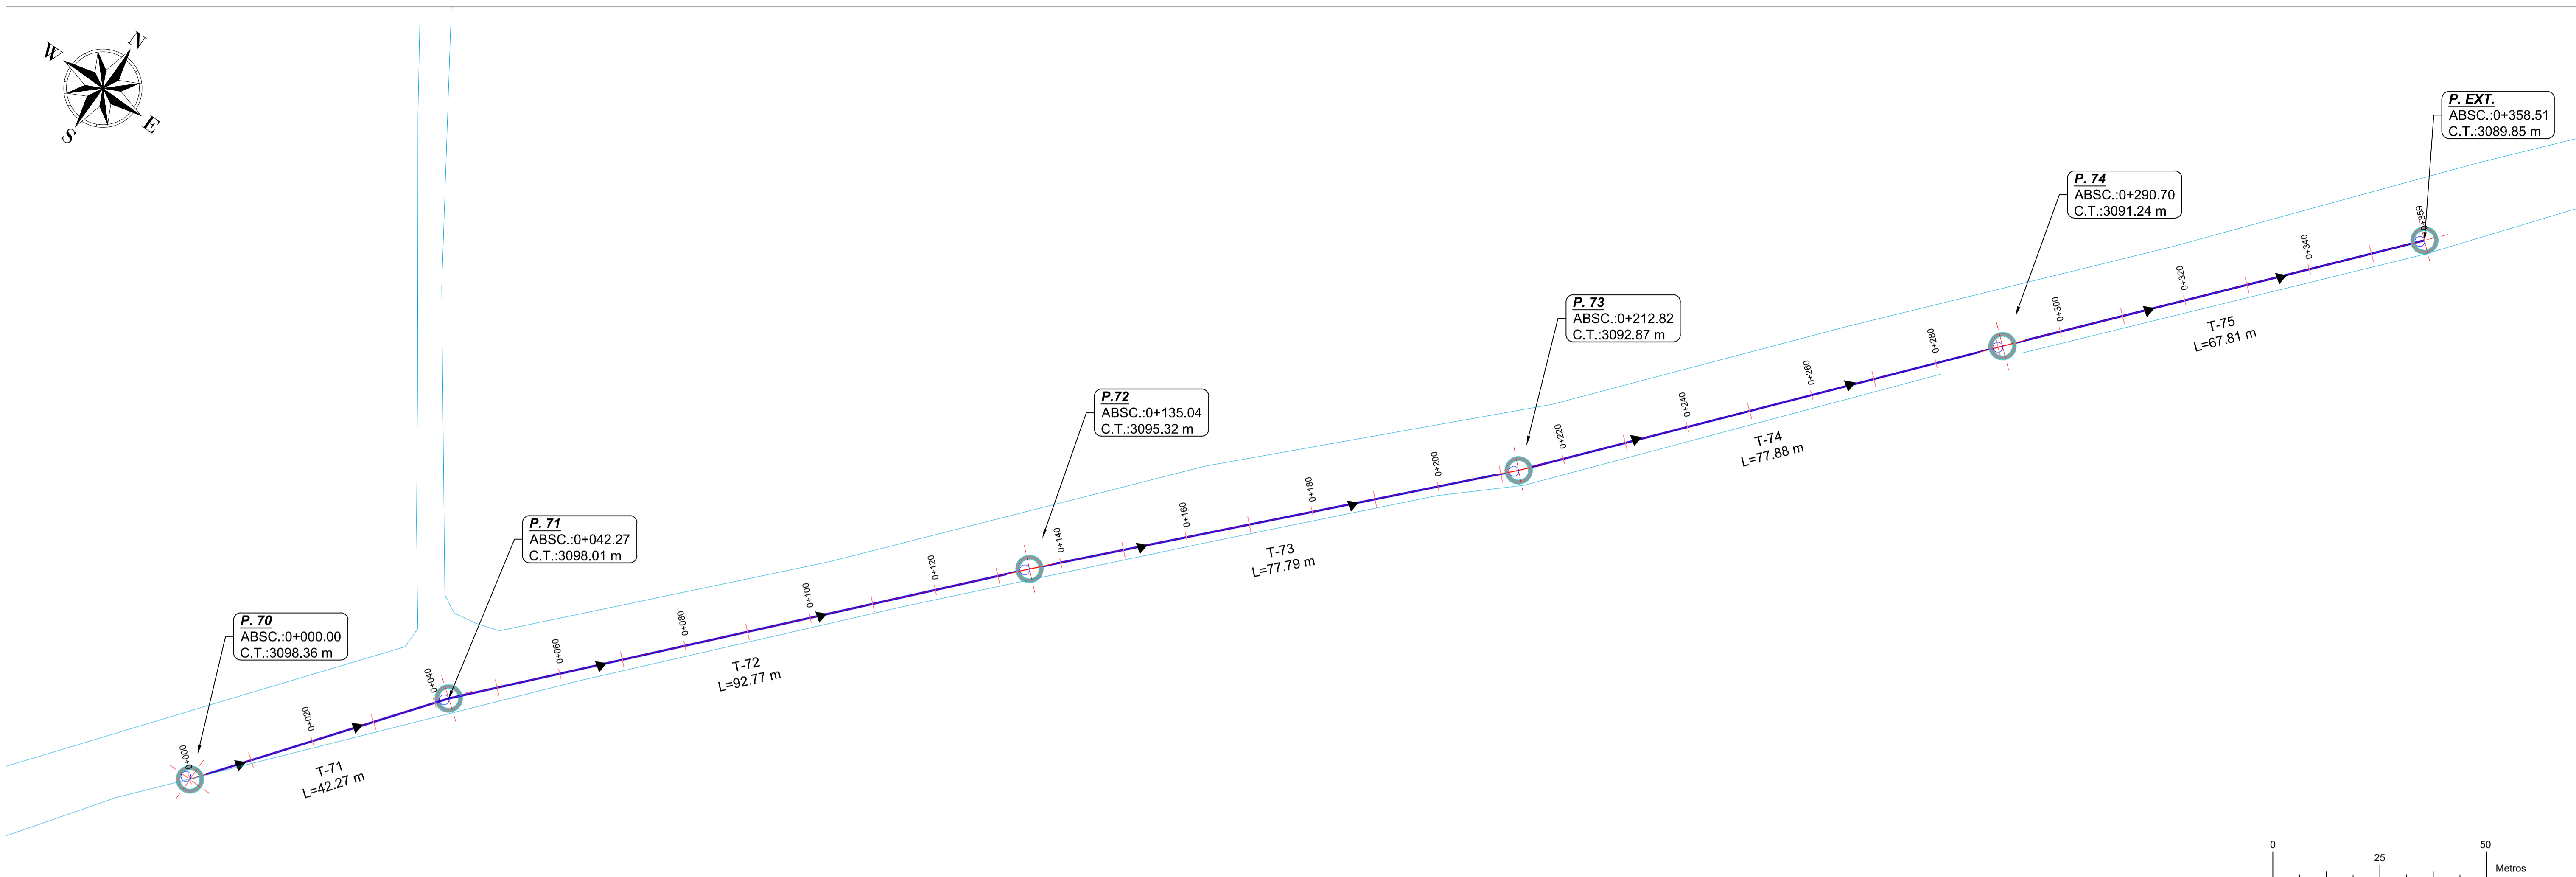 W
N
S
E
P. EXT.
ABSC.:0+358.51
C.T.:3089.85 m
P. 74
ABSC.:0+290.70
C.T.:3091.24 m
P. 73
ABSC.:0+212.82
C.T.:3092.87 m
P.72
ABSC.:0+135.04
C.T.:3095.32 m
P. 71
ABSC.:0+042.27
C.T.:3098.01 m
P. 70
ABSC.:0+000.00
C.T.:3098.36 m
0+000
0+020
0+040
0+060
0+080
0+100
0+120
0+140
0+160
0+180
0+200
0+220
0+240
0+260
0+280
0+300
0+320
0+340
0+359
T-71
L=42.27 m
T-72
L=92.77 m
T-73
L=77.79 m
T-74
L=77.88 m
T-75
L=67.81 m
0
25
50
Metros